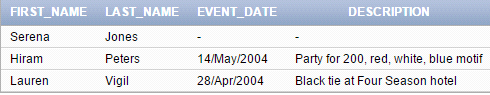 FIRST_NAME LAST_NAME EVENT_DATE DESCRIPTION
Serena Jones - -
Hiram Peters 14/May/2004 Party for 200, red, white, blue motif
Lauren Vigil 28/Apr/2004 Black tie at Four Season hotel